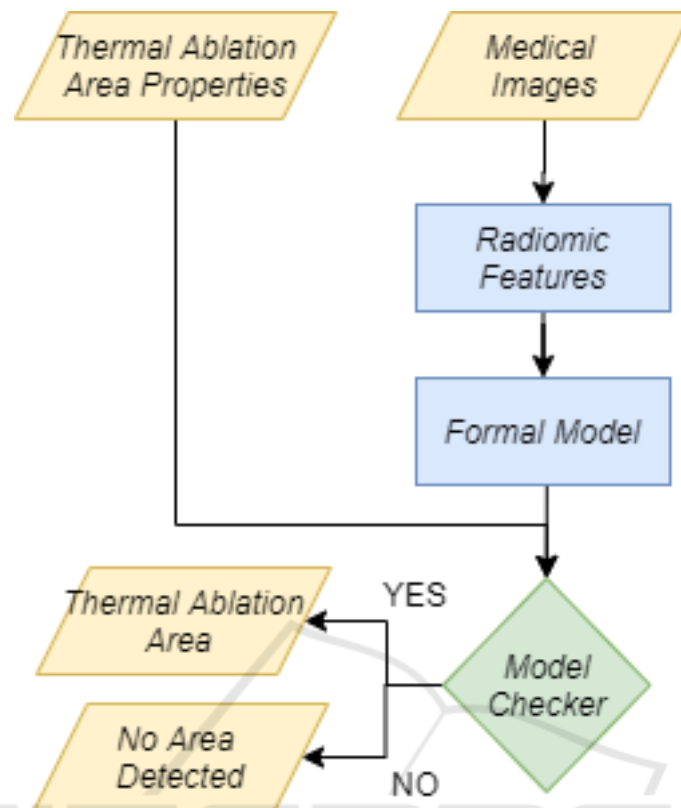 Thermal Ablation
Area Properties
Medical
Images
Radiomic
Features
Formal Model
YES
Thermal Ablation
Area
Model
Checker
No Area
Detected
NO